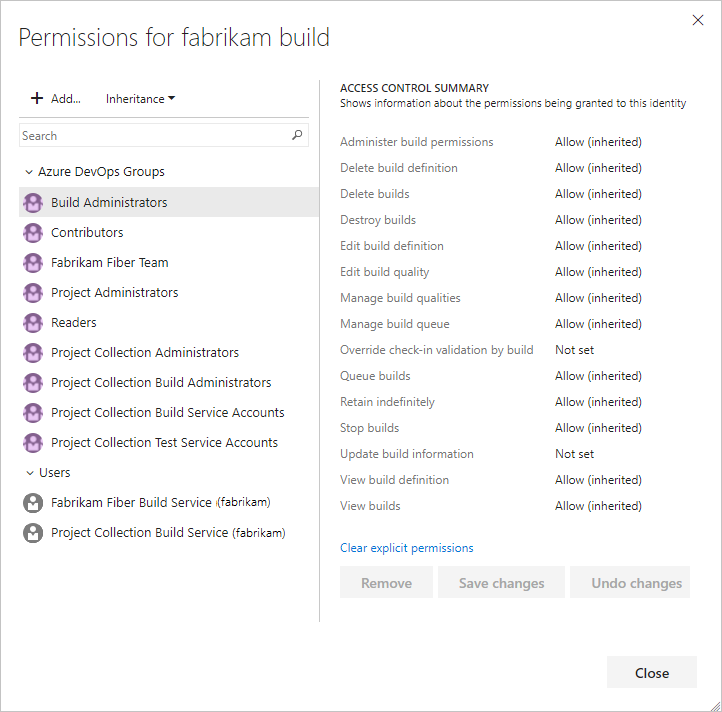 Permissions for fabrikam build
Add...
Inheritance
Search
Azure DevOps Groups
Build Administrators
Contributors
Fabrikam Fiber Team
Project Administrators
Readers
Project Collection Administrators
Project Collection Build Administrators
Project Collection Build Service Accounts
Project Collection Test Service Accounts
Users
Fabrikam Fiber Build Service (fabrikam)
Project Collection Build Service (fabrikam)
ACCESS CONTROL SUMMARY
Shows information about the permissions being granted to this identity
Administer build permissions Allow (inherited)
Delete build definition Allow (inherited)
Delete builds Allow (inherited)
Destroy builds Allow (inherited)
Edit build definition Allow (inherited)
Edit build quality Allow (inherited)
Manage build qualities Allow (inherited)
Manage build queue Allow (inherited)
Override check-in validation by build Not set
Queue builds Allow (inherited)
Retain indefinitely Allow (inherited)
Stop builds Allow (inherited)
Update build information Not set
View build definition Allow (inherited)
View builds Allow (inherited)
Clear explicit permissions
Remove Save changes Undo changes
Close